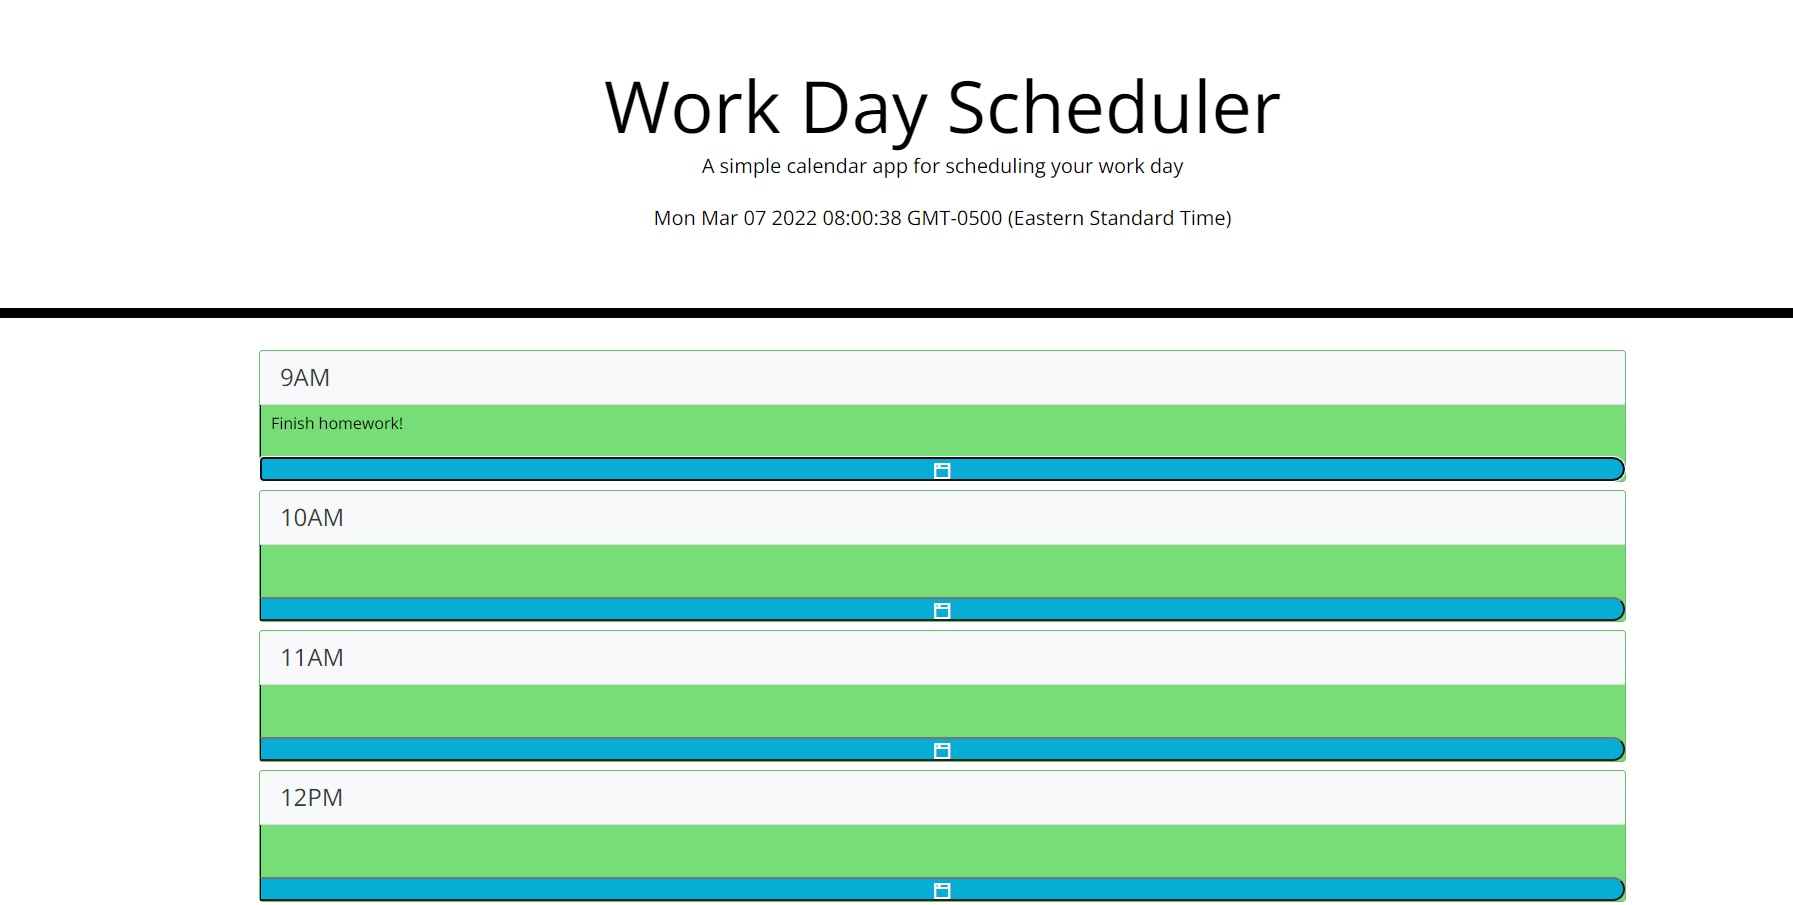 Work Day Scheduler
A simple calendar app for scheduling your work day
Mon Mar 07 2022 08:00:38 GMT-0500 (Eastern Standard Time)
9AM
Finish homework!
10AM
11AM
12PM